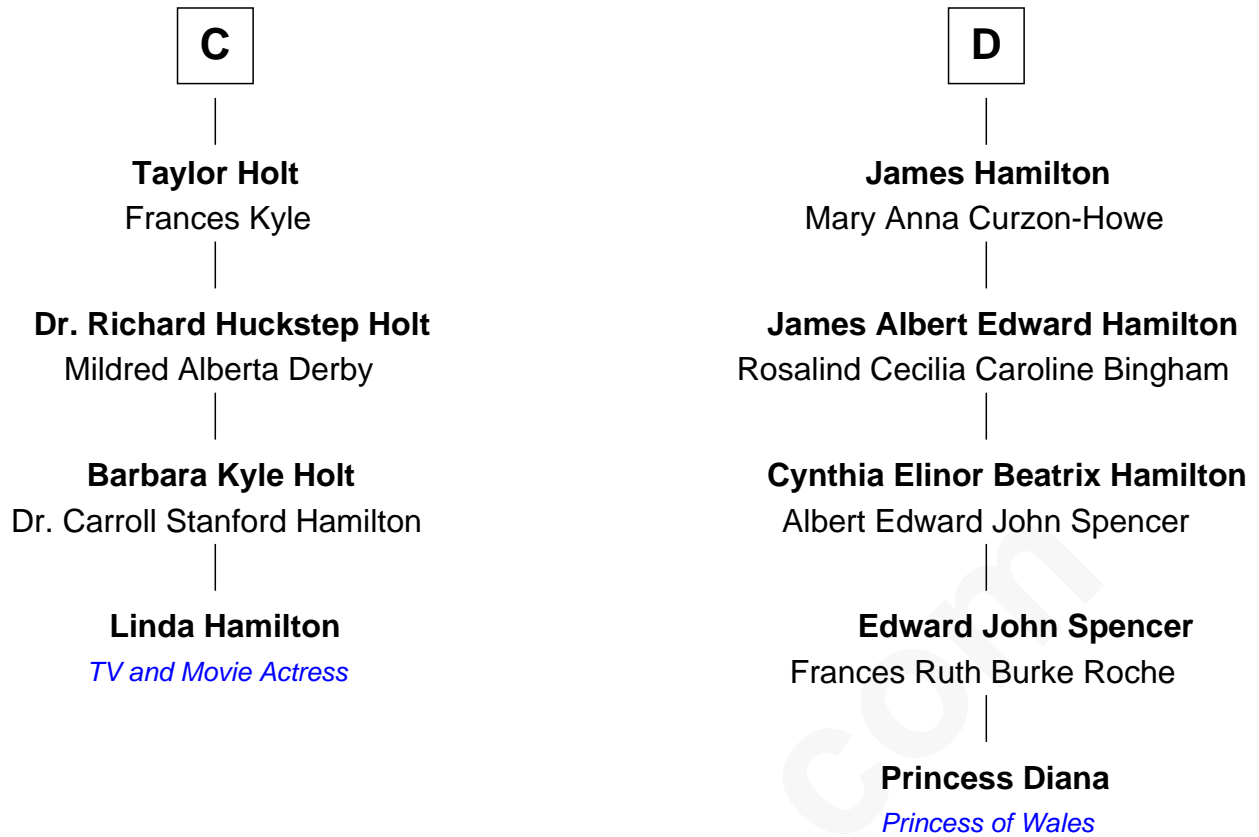 C
Taylor Holt
Frances Kyle
Dr. Richard Huckstep Holt
Mildred Alberta Derby
Barbara Kyle Holt
Dr. Carroll Stanford Hamilton
Linda Hamilton
TV and Movie Actress
D
James Hamilton
Mary Anna Curzon-Howe
James Albert Edward Hamilton
Rosalind Cecilia Caroline Bingham
Cynthia Elinor Beatrix Hamilton
Albert Edward John Spencer
Edward John Spencer
Frances Ruth Burke Roche
Princess Diana
Princess of Wales
com